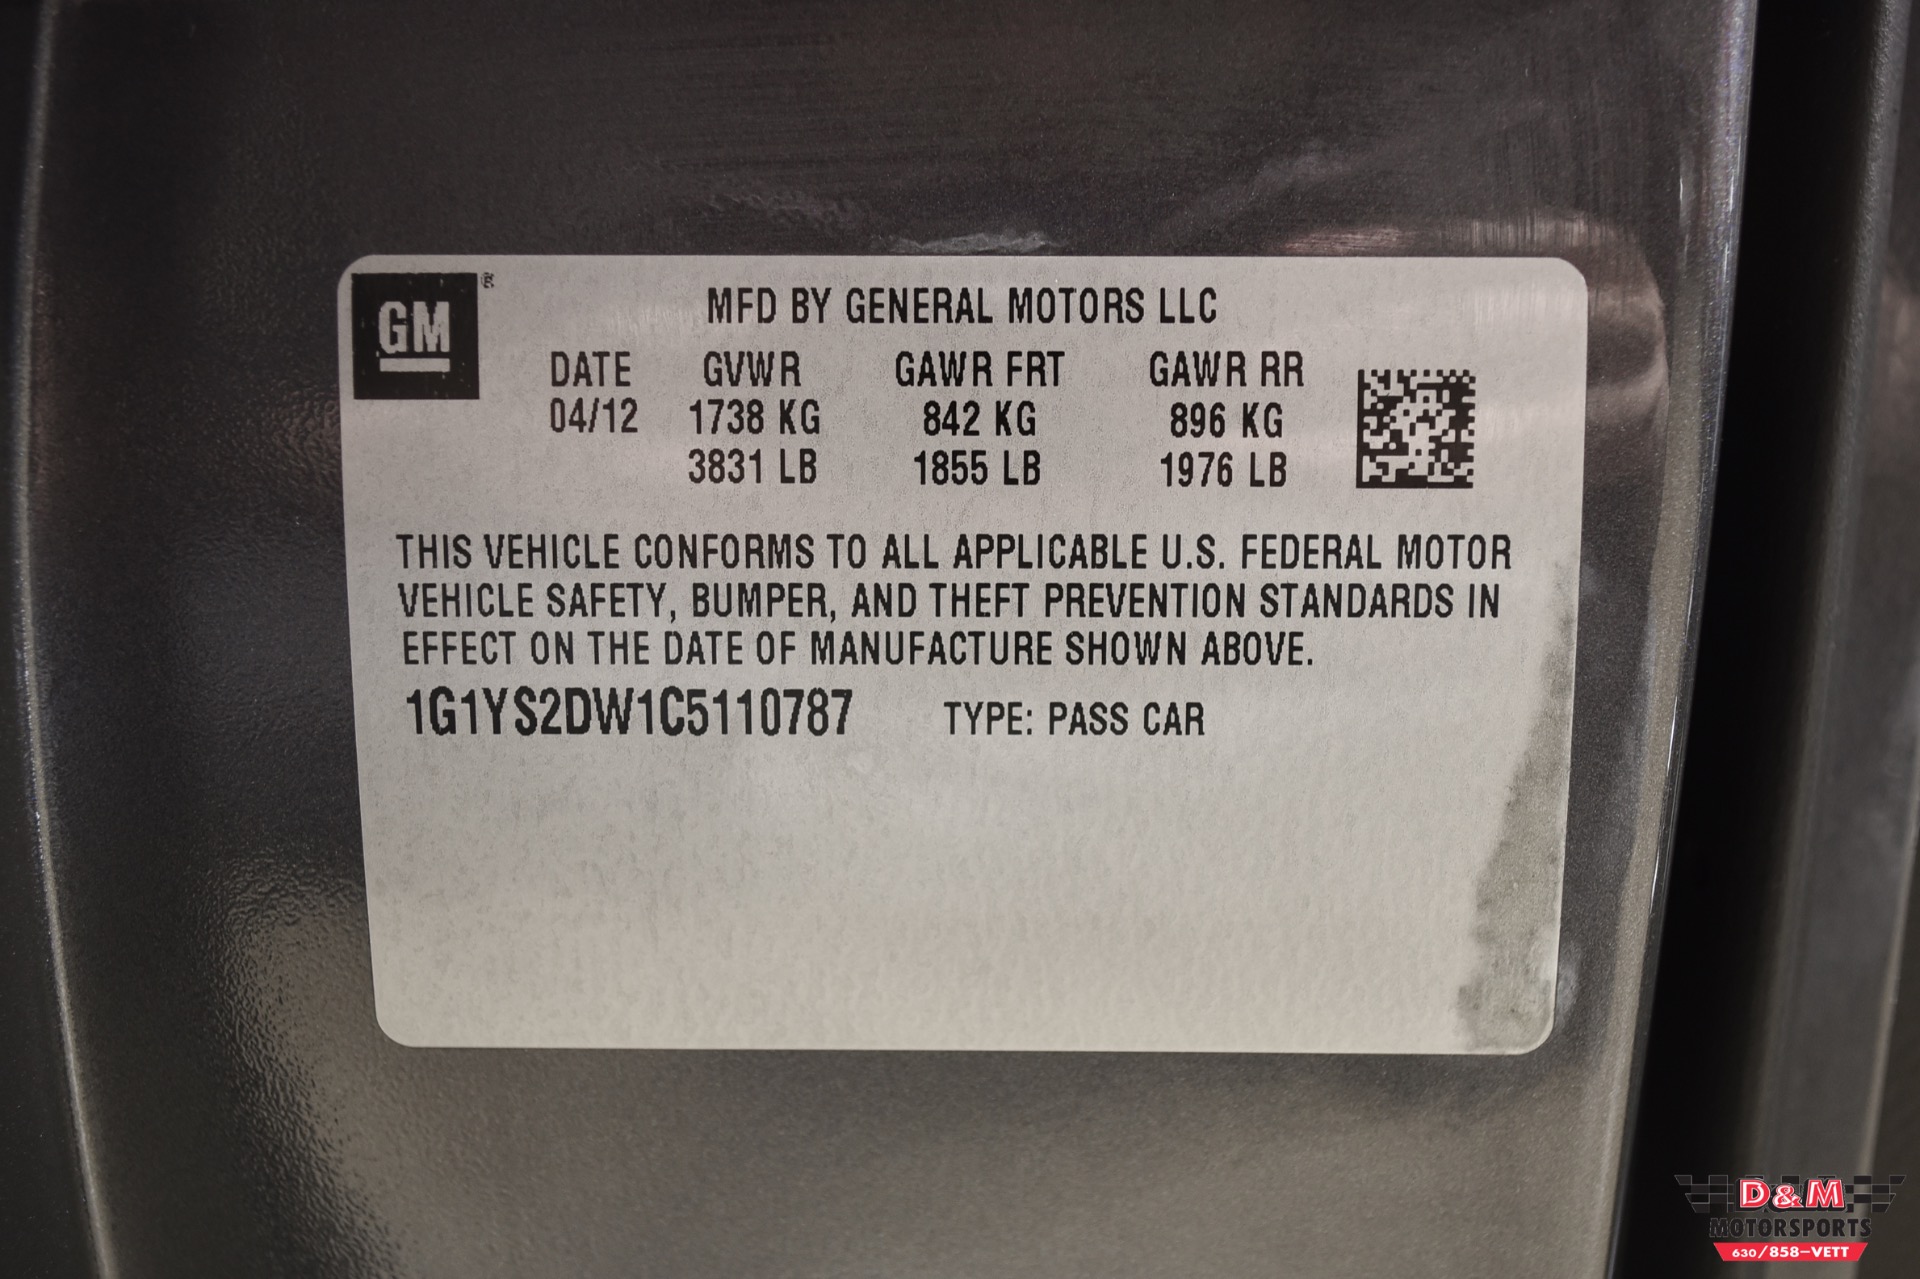 GM®
MFD BY GENERAL MOTORS LLC
DATE GVWR GAWR FRT GAWR RR
04/12 1738 KG 842 KG 896 KG
3831 LB 1855 LB 1976 LB
THIS VEHICLE CONFORMS TO ALL APPLICABLE U.S. FEDERAL MOTOR
VEHICLE SAFETY, BUMPER, AND THEFT PREVENTION STANDARDS IN
EFFECT ON THE DATE OF MANUFACTURE SHOWN ABOVE.
1G1YS2DW1C5110787 TYPE: PASS CAR
D&M
MOTORSPORTS
630/858-VETT